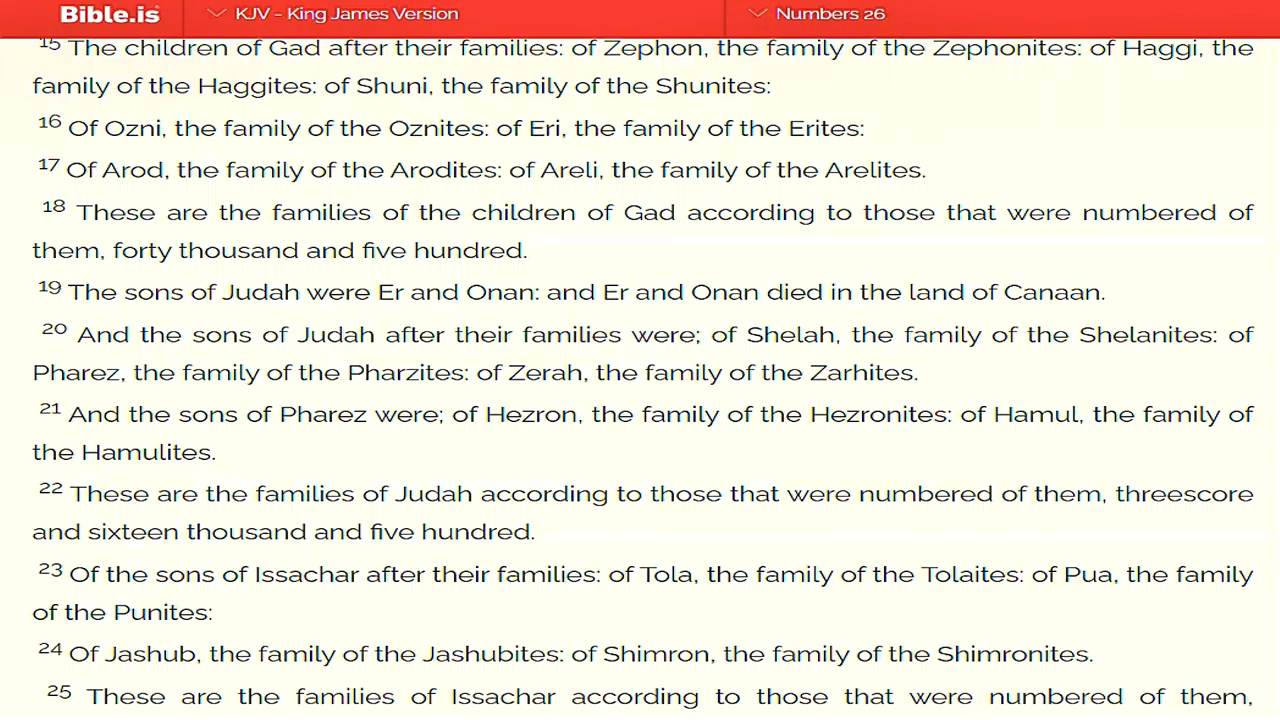 Bible.is KJV - King James Version Numbers 26
15 The children of Gad after their families: of Zephon, the family of the Zephonites: of Haggi, the
family of the Haggites: of Shuni, the family of the Shunites:
16 Of Ozni, the family of the Oznites: of Eri, the family of the Erites:
17 Of Arod, the family of the Arodites: of Areli, the family of the Arelites.
18 These are the families of the children of Gad according to those that were numbered of
them, forty thousand and five hundred.
19 The sons of Judah were Er and Onan: and Er and Onan died in the land of Canaan.
20 And the sons of Judah after their families were; of Shelah, the family of the Shelanites: of
Pharez, the family of the Pharzites: of Zerah, the family of the Zarhites.
21 And the sons of Pharez were; of Hezron, the family of the Hezronites: of Hamul, the family of
the Hamulites.
22 These are the families of Judah according to those that were numbered of them, threescore
and sixteen thousand and five hundred.
23 Of the sons of Issachar after their families: of Tola, the family of the Tolaites: of Pua, the family
of the Punites:
24 Of Jashub, the family of the Jashubites: of Shimron, the family of the Shimronites.
25 These are the families of Issachar according to those that were numbered of them,